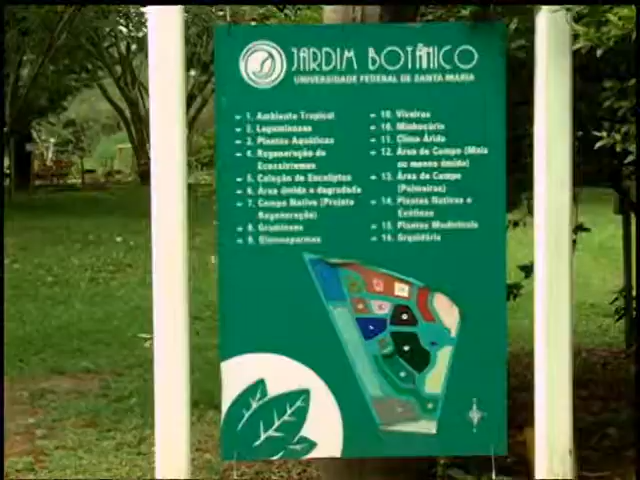 JARDIM BOTÂNICO
UNIVERSIDADE FEDERAL DE SANTA MARIA
1. Ambiente Tropical
2. Leguminosas
3. Plantas Aquáticas
4. Regeneração de
Ecossistemas
5. Coleção de Eucaliptos
6. Área úmida e degradada
7. Campo Nativo (Projeto
Regeneração)
8. Gramíneas
9. Gimnospermas
10. Viveiros
10. Minhocário
11. Clima Árido
12. Área de Campo (Mais
ou menos úmida)
13. Área de Campo
(Palmeiras)
14. Plantas Nativas e
Exóticas
15. Plantas Medicinais
16. Orquidário